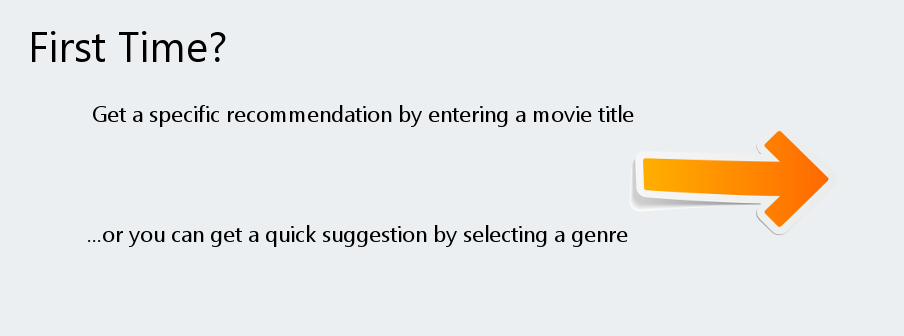 First Time?
Get a specific recommendation by entering a movie title
...or you can get a quick suggestion by selecting a genre